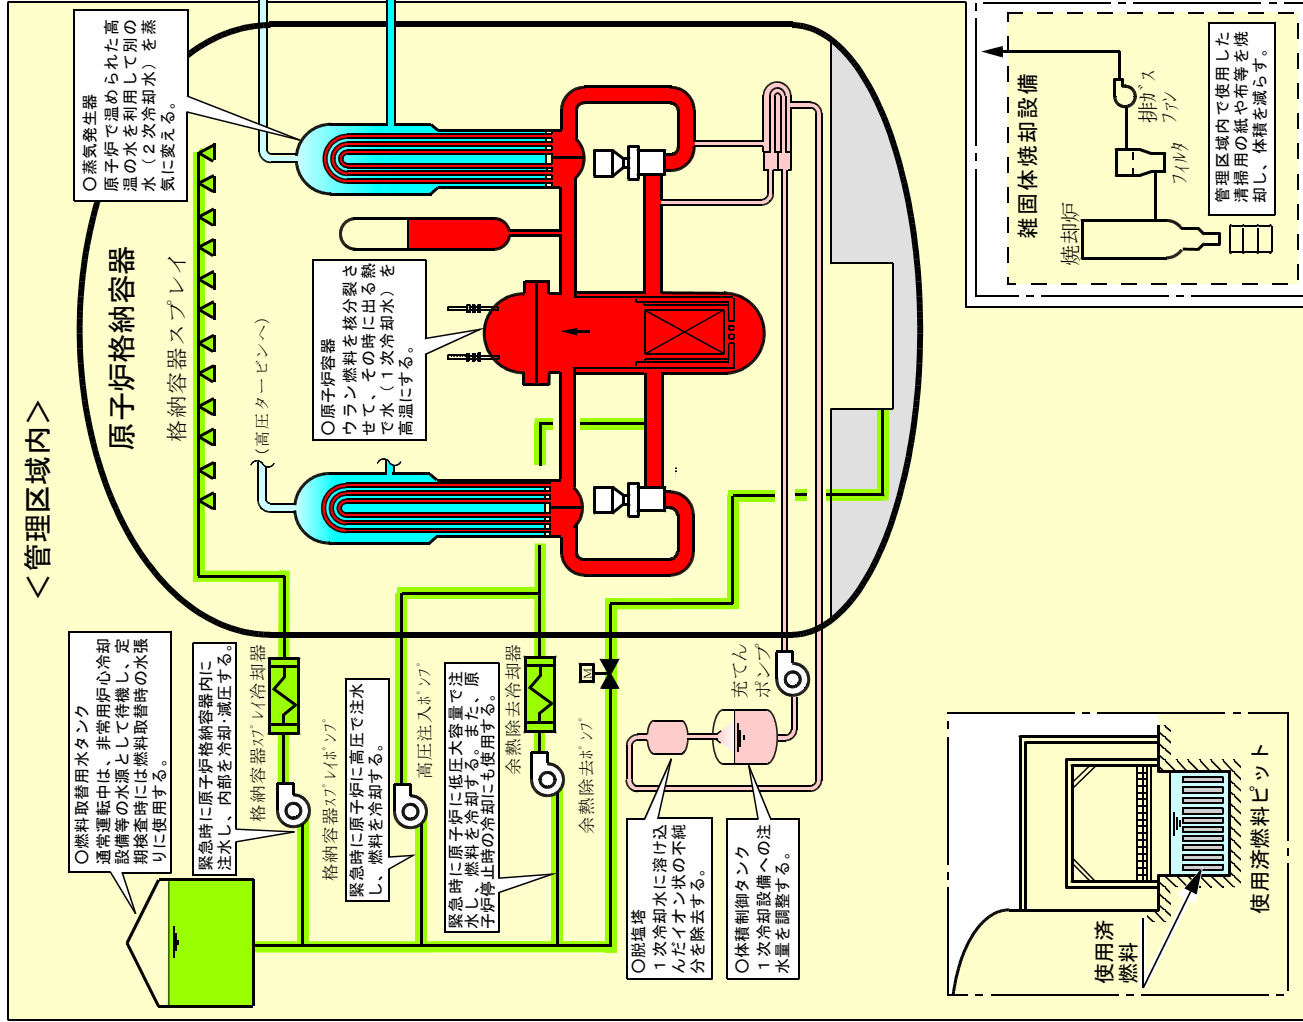 <管理区域内>
○燃料取替用水タンク
通常運転中は、非常用炉心冷却
設備等の水源として待機し、定
期検査時には燃料取替時の水張
りに使用する。
原子炉格納容器
格納容器スプレイ
○蒸気発生器
原子炉で温められた高
温の水を利用して別の
水（２次冷却水）を蒸
気に変える。
緊急時に原子炉格納容器内に
注水し、内部を冷却・減圧する。
格納容器スプレイ冷却器
格納容器スプレイポンプ
(高圧タービンへ)
○原子炉容器
ウラン燃料を核分裂さ
せて、その時に出る熱
で水（１次冷却水）を
高温にする。
緊急時に原子炉に高圧で注水
し、燃料を冷却する。
高圧注入ポンプ
緊急時に原子炉に低圧大容量で注
水し、燃料を冷却する。また、原
子炉停止時の冷却にも使用する。
余熱除去冷却器
余熱除去ポンプ
M
○脱塩塔
１次冷却水に溶け込
んだイオン状の不純
分を除去する。
充てん
ポンプ
○体積制御タンク
１次冷却設備への注
水量を調整する。
雑固体焼却設備
焼却炉
フィルタ
排ガス
ファン
管理区域内で使用した
清掃用の紙や布等を焼
却し、体積を減らす。
使用済
燃料
使用済燃料ピット